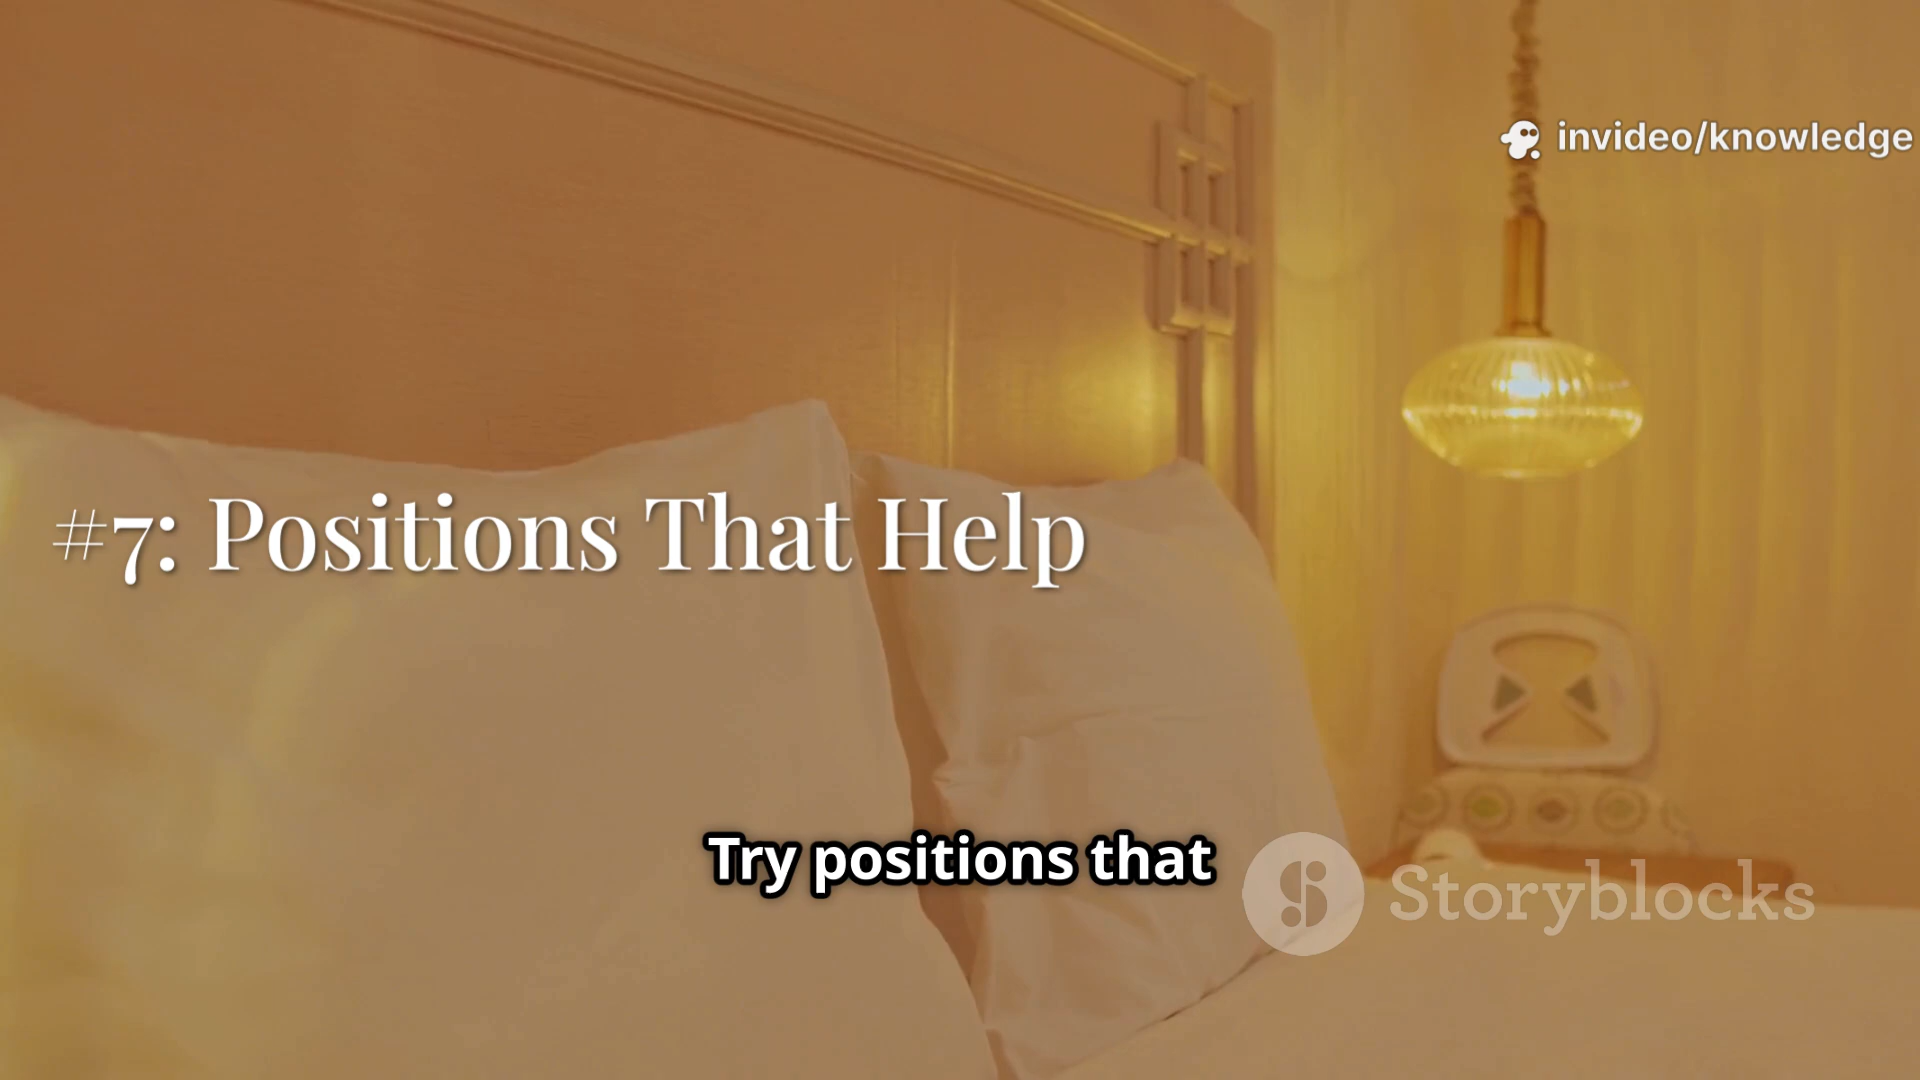 invideo/knowledge
#7: Positions That Help
Try positions that
Storyblocks